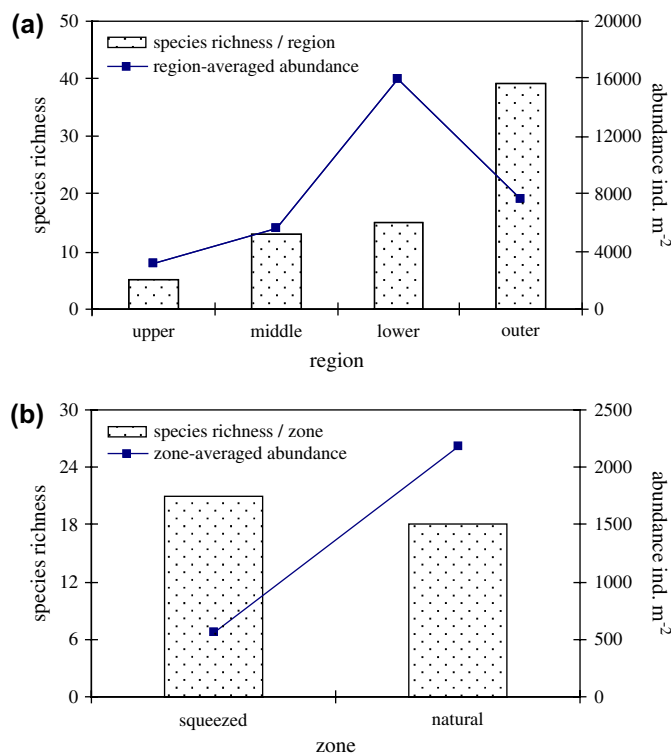 (a)
50
40
30
20
10
0
species richness
species richness / region
region-averaged abundance
20000
16000
12000
8000
4000
0
abundance ind. m⁻²
upper middle lower outer
region
(b)
30
24
18
12
6
0
species richness
species richness / zone
zone-averaged abundance
2500
2000
1500
1000
500
0
abundance ind. m⁻²
squeezed natural
zone